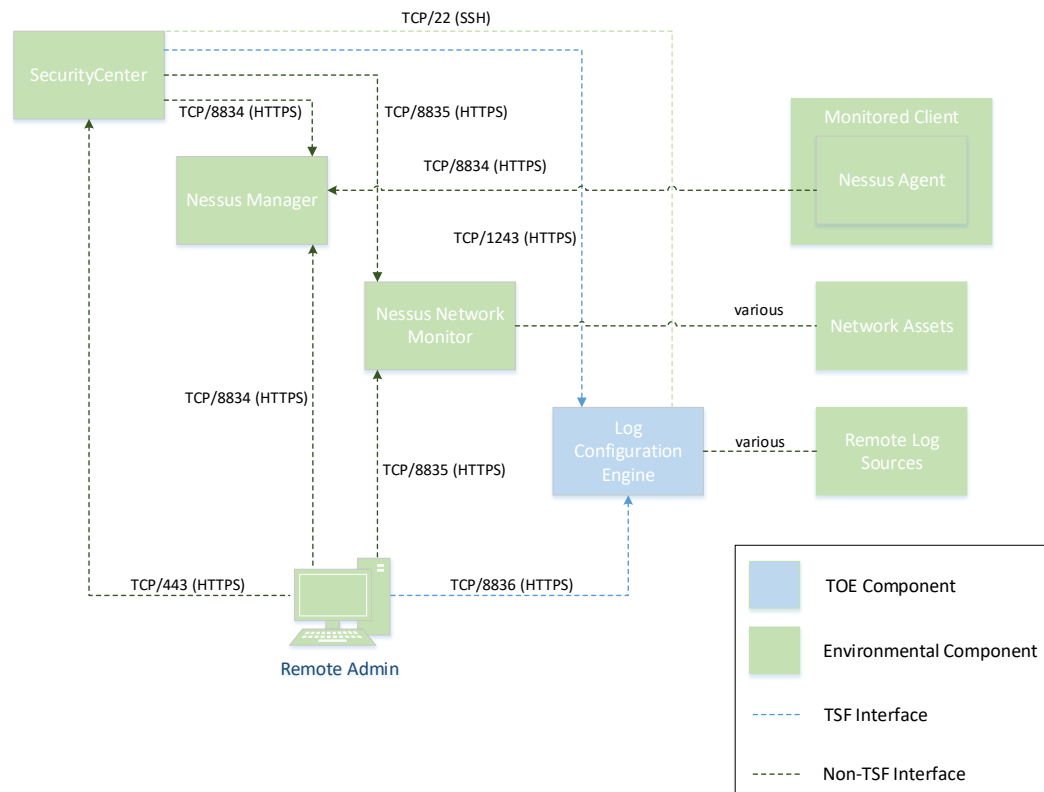 TCP/22 (SSH)
SecurityCenter
TCP/8834 (HTTPS)
TCP/8835 (HTTPS)
Monitored Client
Nessus Manager
TCP/8834 (HTTPS)
Nessus Agent
TCP/1243 (HTTPS)
Nessus Network
Monitor
various
Network Assets
TCP/8834 (HTTPS)
Log
Configuration
Engine
various
Remote Log
Sources
TCP/8835 (HTTPS)
TCP/443 (HTTPS)
TCP/8836 (HTTPS)
Remote Admin
TOE Component
Environmental Component
TSF Interface
Non-TSF Interface